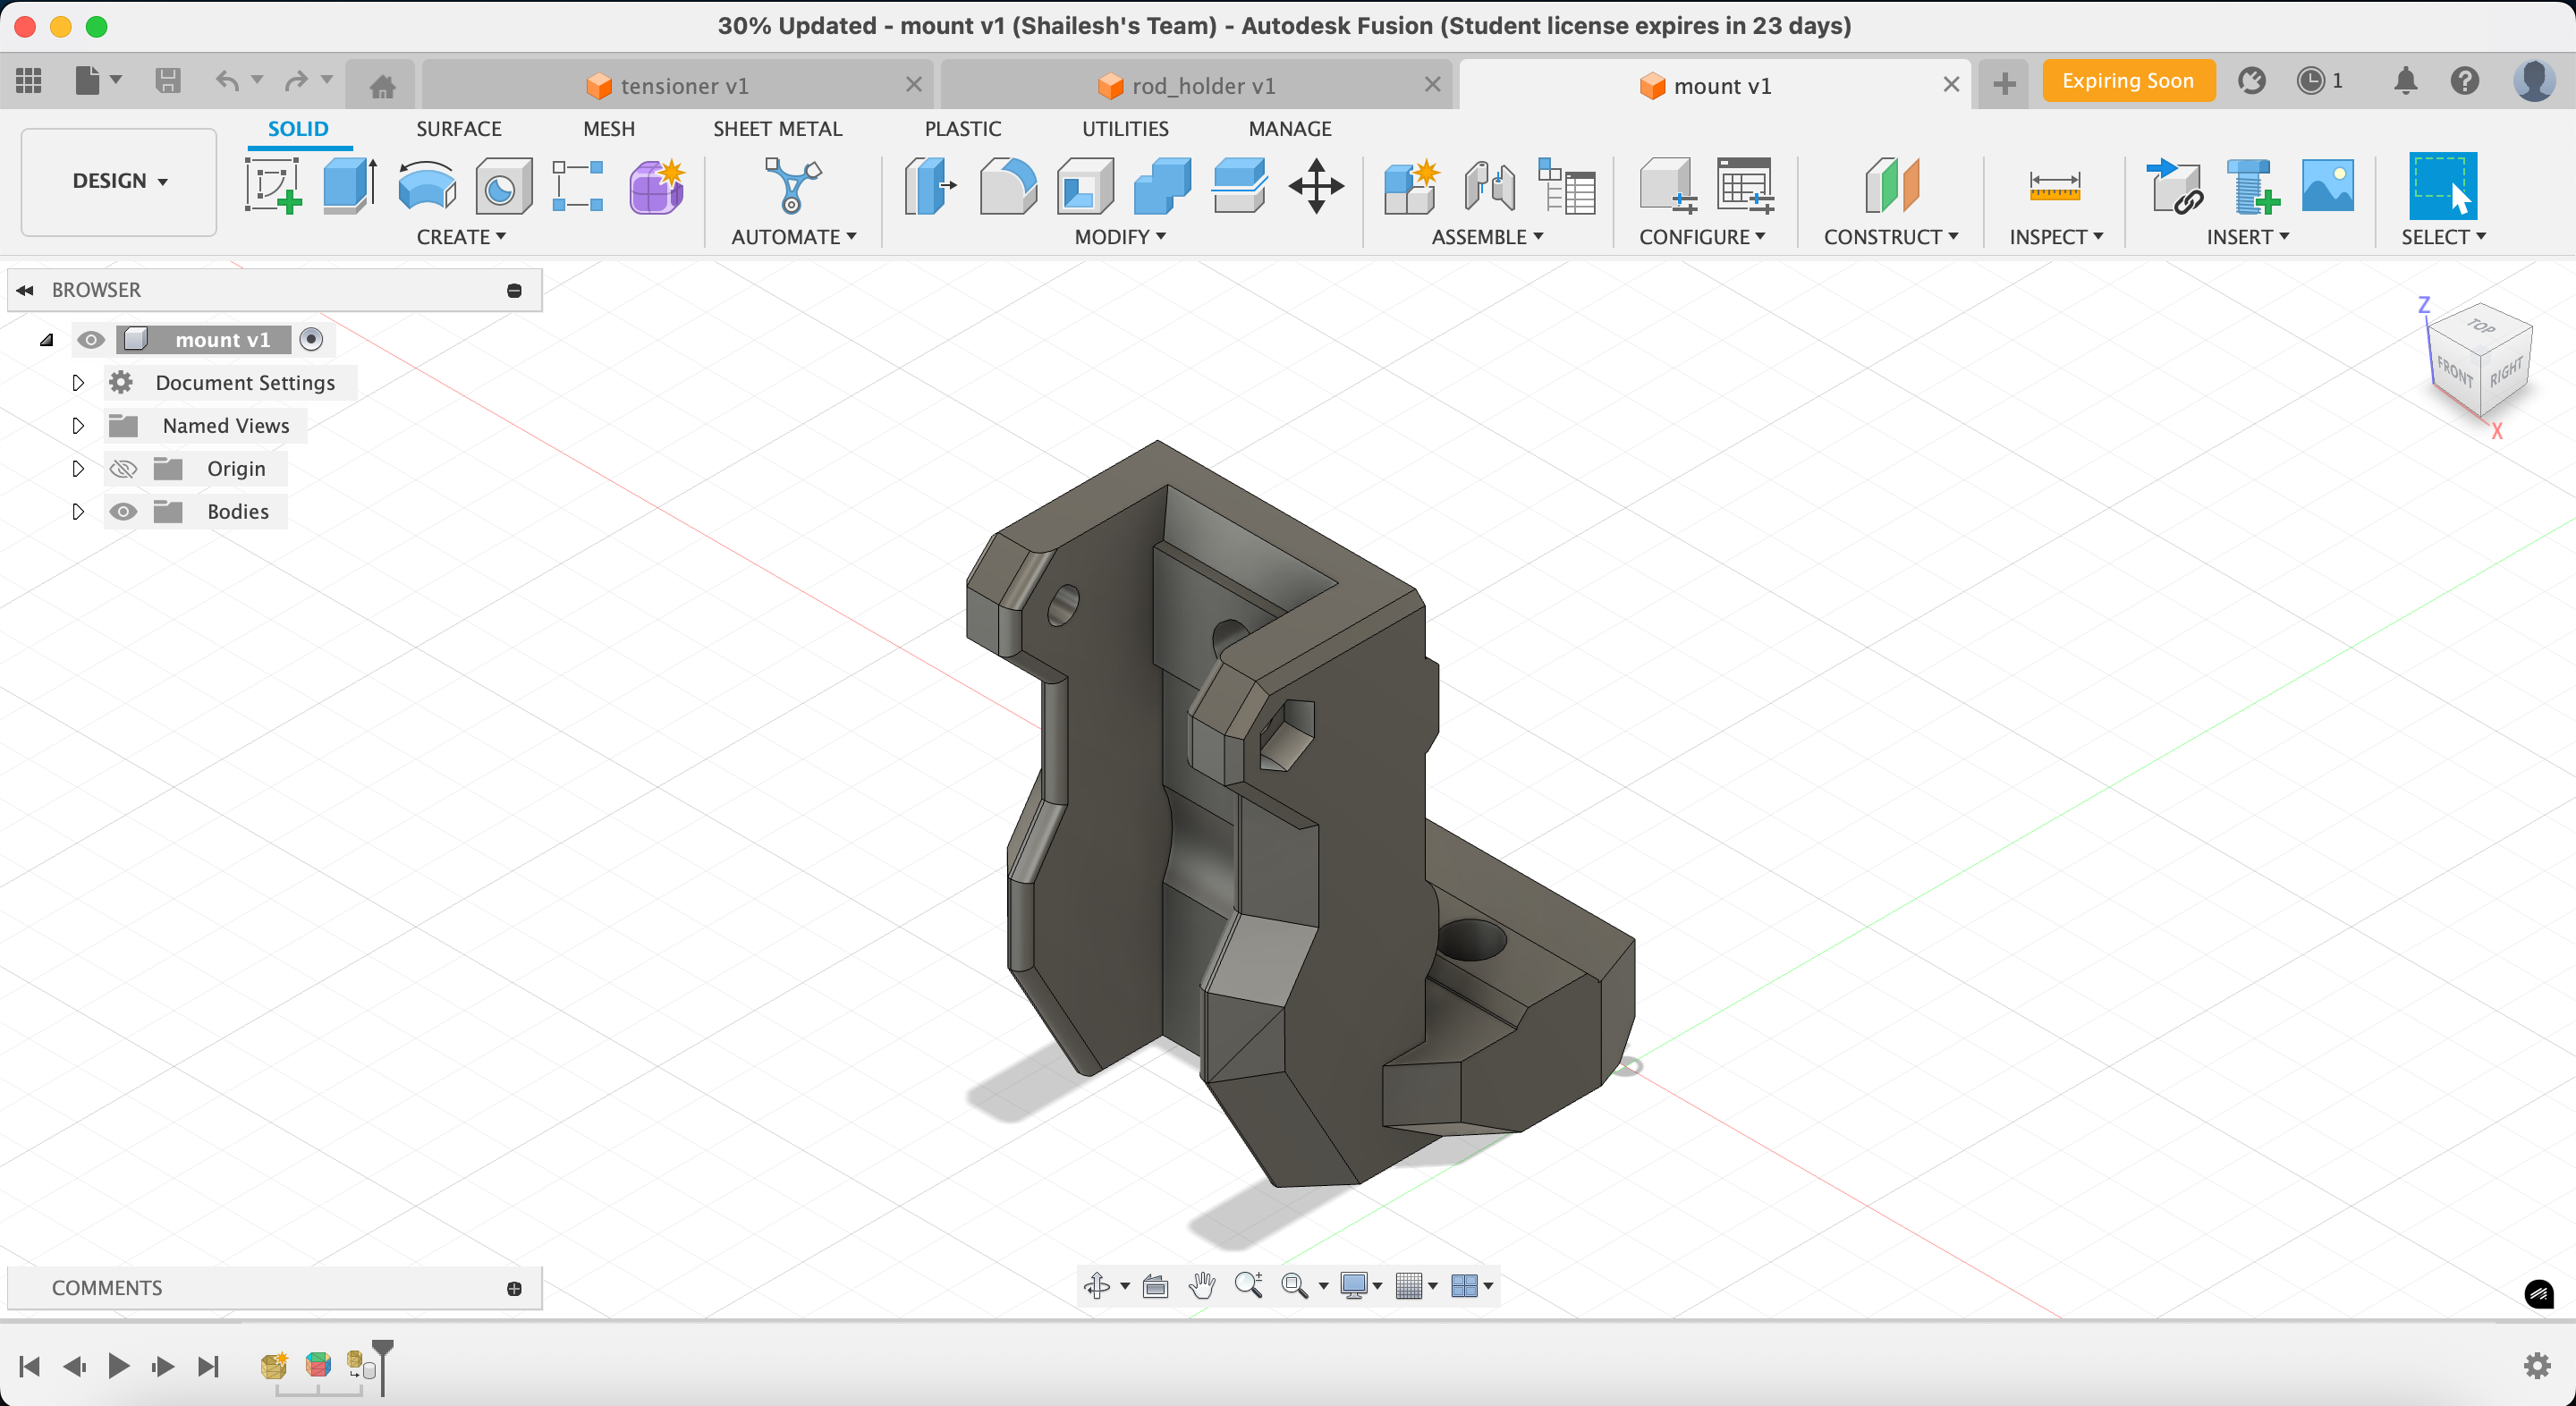 30% Updated - mount v1 (Shailesh's Team) - Autodesk Fusion (Student license expires in 23 days)
tensioner v1
rod_holder v1
mount v1
Expiring Soon
1
SOLID
SURFACE
MESH
SHEET METAL
PLASTIC
UTILITIES
MANAGE
DESIGN
CREATE
AUTOMATE
MODIFY
ASSEMBLE
CONFIGURE
CONSTRUCT
INSPECT
INSERT
SELECT
BROWSER
mount v1
Document Settings
Named Views
Origin
Bodies
Z
TOP
FRONT
RIGHT
X
COMMENTS